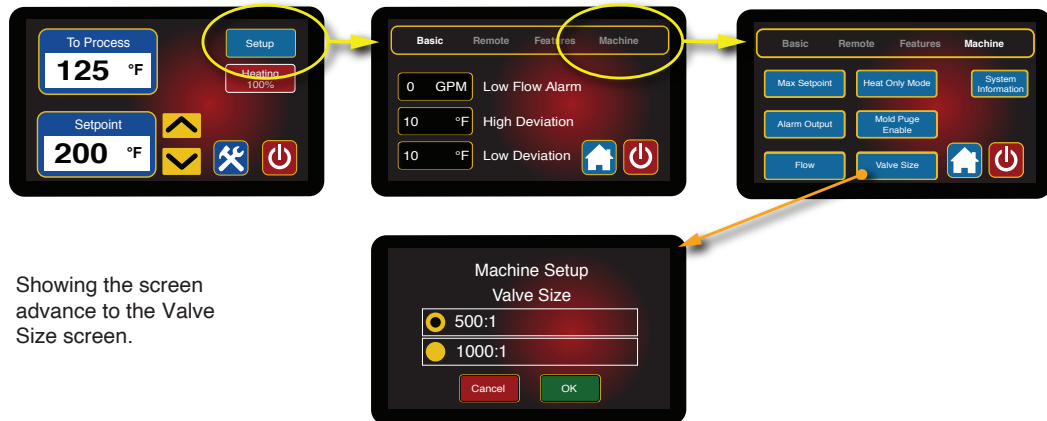 To Process
125 °F
Setup
Heating
100%
Setpoint
200 °F
Basic Remote Features Machine
0 GPM Low Flow Alarm
10 °F High Deviation
10 °F Low Deviation
Basic Remote Features Machine
Max Setpoint
Heat Only Mode
System
Information
Alarm Output
Mold Puge
Enable
Flow
Valve Size
Showing the screen
advance to the Valve
Size screen.
Machine Setup
Valve Size
500:1
1000:1
Cancel
OK